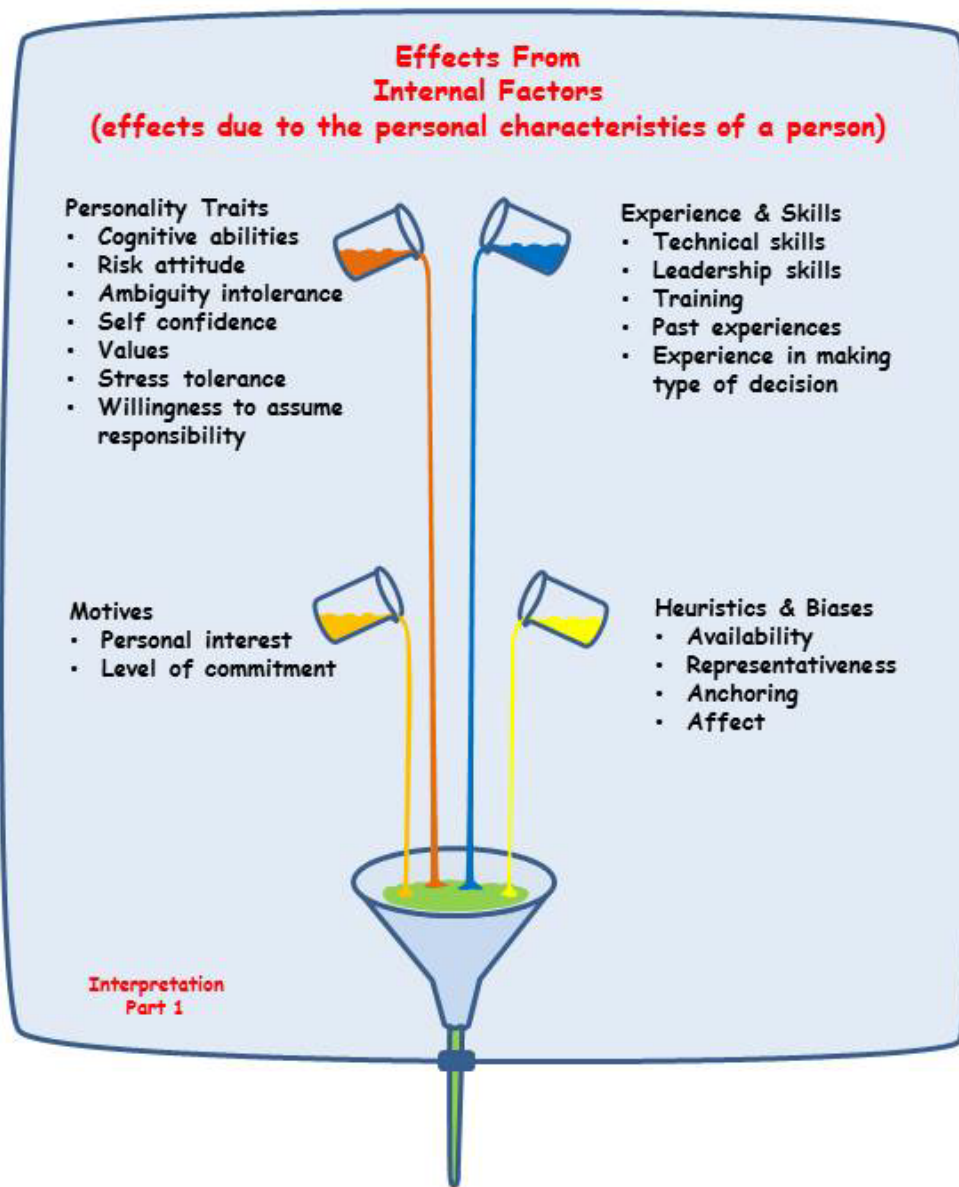 Effects From
Internal Factors
(effects due to the personal characteristics of a person)
Personality Traits
• Cognitive abilities
• Risk attitude
• Ambiguity intolerance
• Self confidence
• Values
• Stress tolerance
• Willingness to assume
responsibility
Experience & Skills
• Technical skills
• Leadership skills
• Training
• Past experiences
• Experience in making
type of decision
Motives
• Personal interest
• Level of commitment
Heuristics & Biases
• Availability
• Representativeness
• Anchoring
• Affect
Interpretation
Part 1